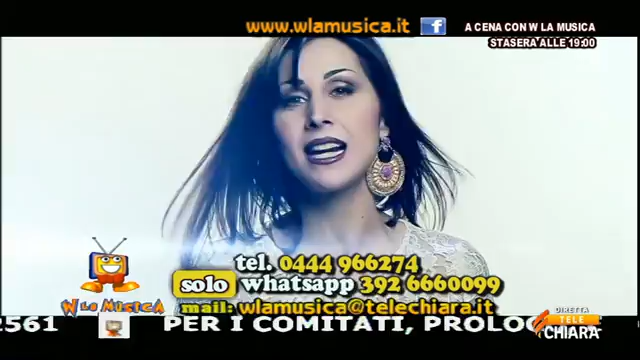 www.wlamusica.it
A CENA CON W LA MUSICA
STASERA ALLE 19:00
tel. 0444 966274
solo whatsapp 392 6660099
mail: wlamusica@telechiara.it
W LA MUSICA
DIRETTA
TELE
CHIARA
2561 PER I COMITATI, PROLOG